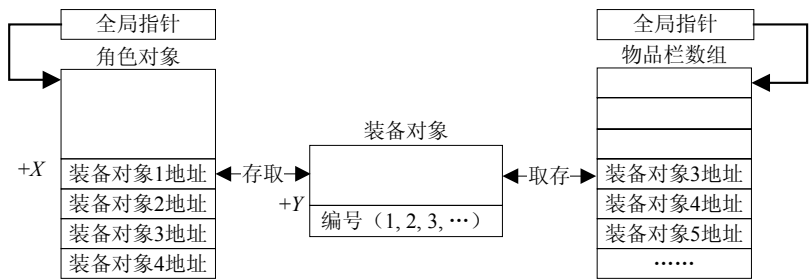 全局指针
角色对象
+X
装备对象1地址
装备对象2地址
装备对象3地址
装备对象4地址
存取
装备对象
+Y
编号（1, 2, 3, …）
取存
全局指针
物品栏数组
装备对象3地址
装备对象4地址
装备对象5地址
……